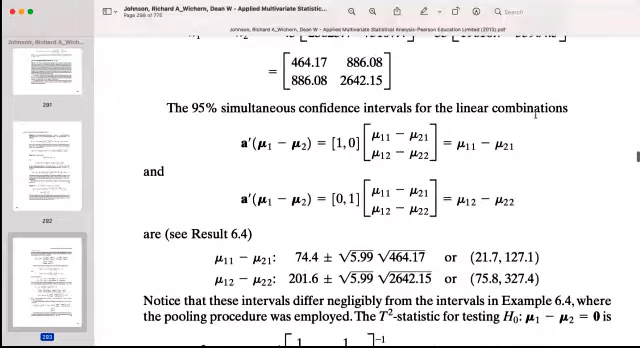 Johnson, Richard A_Wichern, Dean W - Applied Multivariate Statistic...
Page 298 of 776
Search
Johnson, Richard A_Wichern, Dean W - Applied Multivariate Statistical Analysis-Pearson Education Limited (2013).pdf
Johnson, Richard A_Wich...
291
292
293
= [464.17 886.08
886.08 2642.15]
The 95% simultaneous confidence intervals for the linear combinations
a′(μ1 − μ2) = [1, 0] [μ11 − μ21
μ12 − μ22] = μ11 − μ21
and
a′(μ1 − μ2) = [0, 1] [μ11 − μ21
μ12 − μ22] = μ12 − μ22
are (see Result 6.4)
μ11 − μ21: 74.4 ± √5.99 √464.17 or (21.7, 127.1)
μ12 − μ22: 201.6 ± √5.99 √2642.15 or (75.8, 327.4)
Notice that these intervals differ negligibly from the intervals in Example 6.4, where
the pooling procedure was employed. The T²-statistic for testing H0: μ1 − μ2 = 0 is